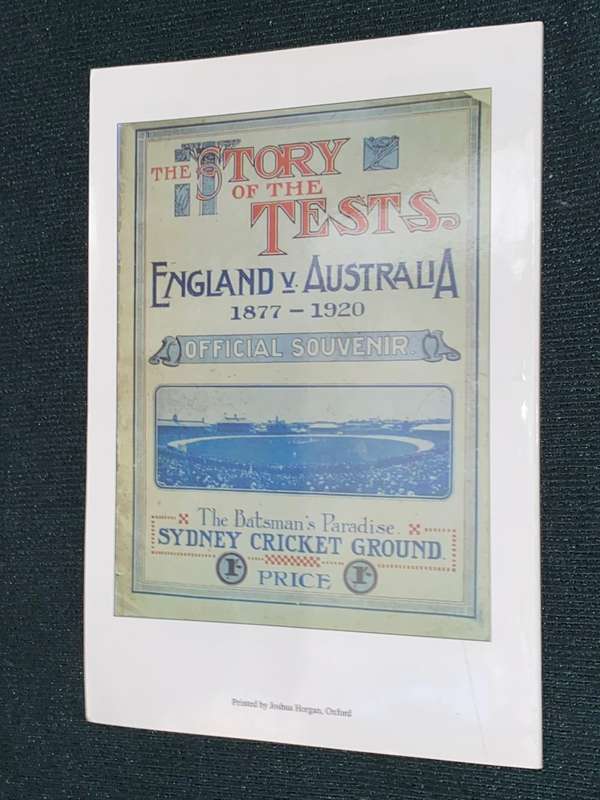 THE STORY
OF THE
TESTS.
ENGLAND V. AUSTRALIA
1877 – 1920
OFFICIAL SOUVENIR.
The Batsman's Paradise.
SYDNEY CRICKET GROUND.
1/- PRICE 1/-
Printed by Joshua Horgan, Oxford